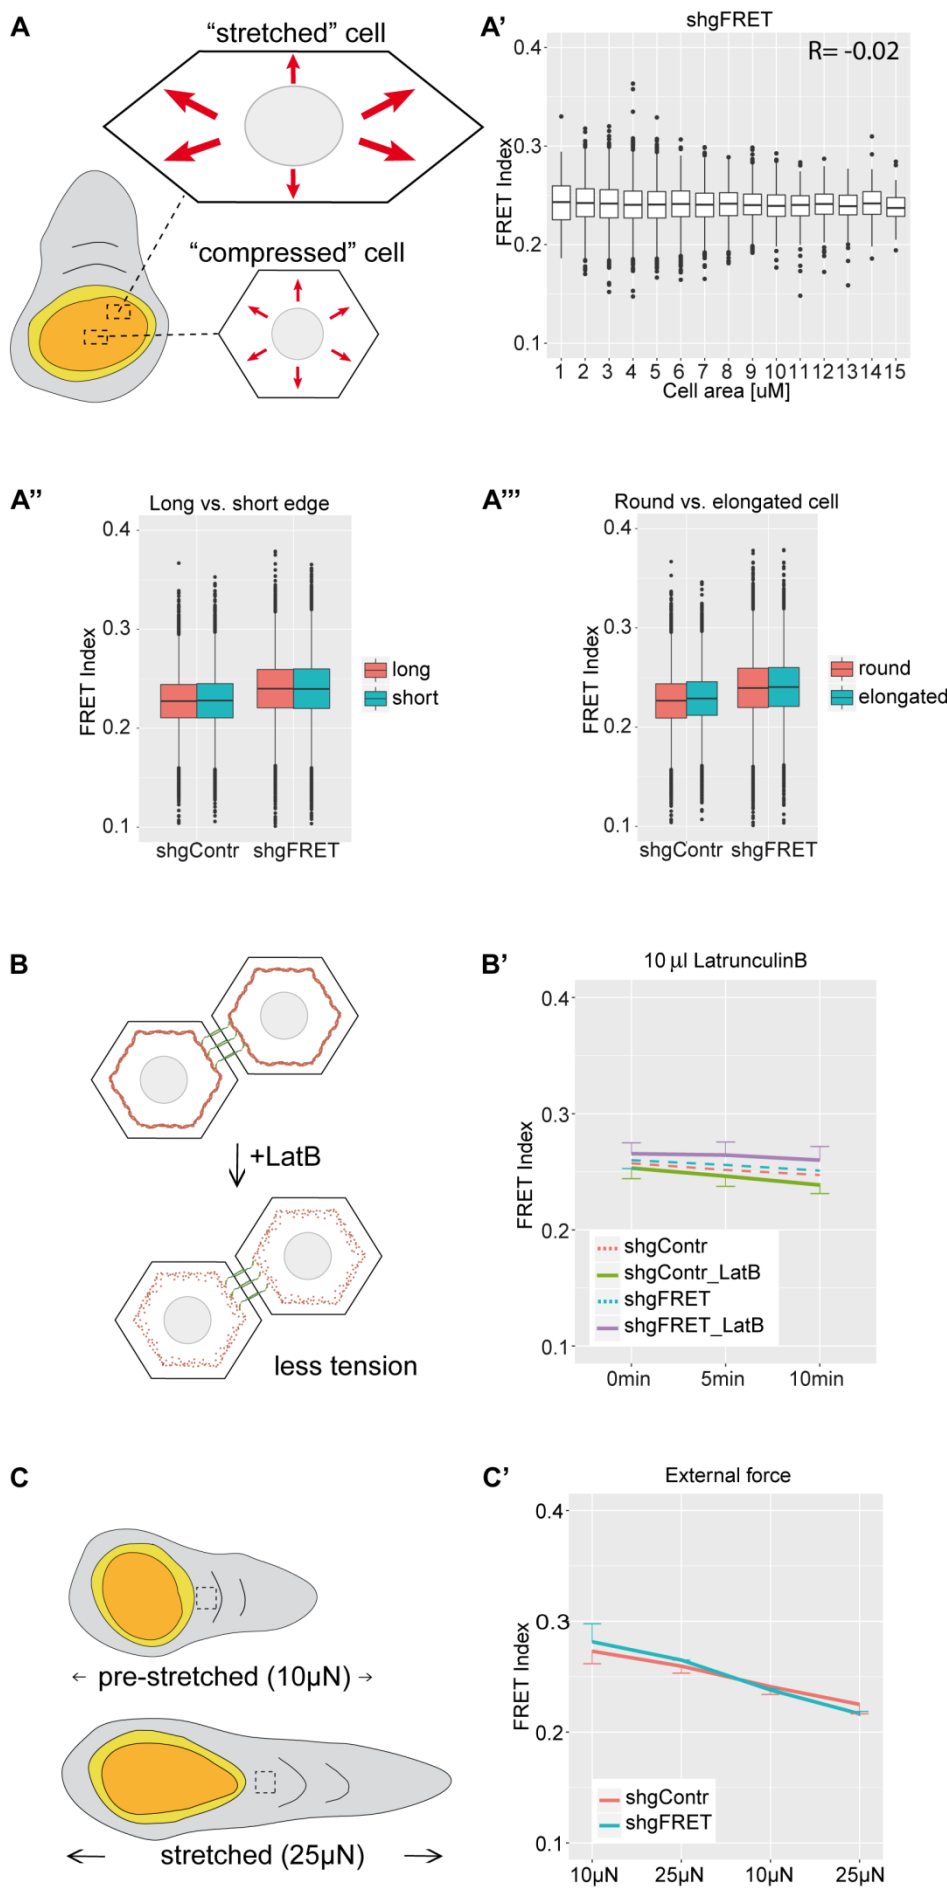 A
“stretched” cell
“compressed” cell
A’
shgFRET
R= -0.02
FRET Index
0.4
0.3
0.2
0.1
1 2 3 4 5 6 7 8 9 10 11 12 13 14 15
Cell area [uM]
A’’
Long vs. short edge
FRET Index
0.4
0.3
0.2
0.1
shgContr shgFRET
long
short
A’’’
Round vs. elongated cell
FRET Index
0.4
0.3
0.2
0.1
shgContr shgFRET
round
elongated
B
+LatB
less tension
B’
10 µl LatrunculinB
FRET Index
0.4
0.3
0.2
0.1
shgContr
shgContr_LatB
shgFRET
shgFRET_LatB
0min 5min 10min
C
pre-stretched (10µN)
stretched (25µN)
C’
External force
FRET Index
0.4
0.3
0.2
0.1
shgContr
shgFRET
10µN 25µN 10µN 25µN